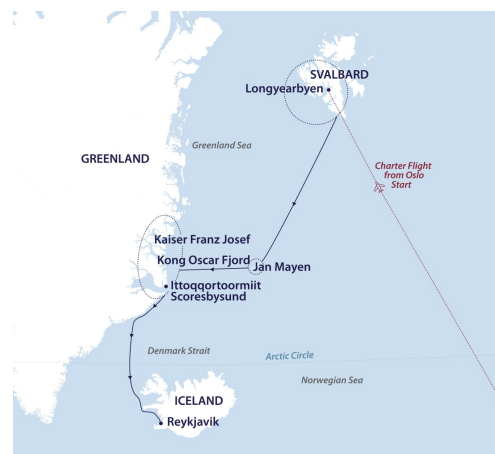 SVALBARD
Longyearbyen
Greenland Sea
GREENLAND
Charter Flight
from Oslo
Start
Kaiser Franz Josef
Kong Oscar Fjord
Jan Mayen
Ittoqqortoormiit
Scoresbysund
Denmark Strait
Arctic Circle
Norwegian Sea
ICELAND
Reykjavik